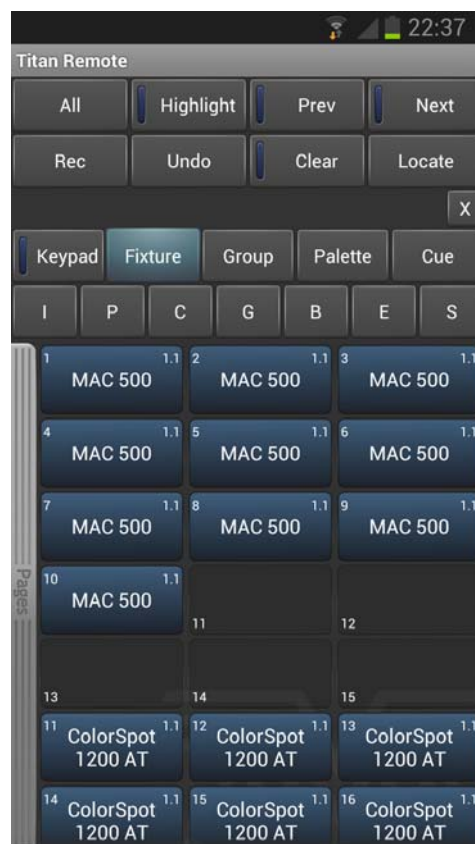 22:37
Titan Remote
All Highlight Prev Next
Rec Undo Clear Locate
X
Keypad Fixture Group Palette Cue
I P C G B E S
Pages
1 MAC 500 1.1 2 MAC 500 1.1 3 MAC 500 1.1
4 MAC 500 1.1 5 MAC 500 1.1 6 MAC 500 1.1
7 MAC 500 1.1 8 MAC 500 1.1 9 MAC 500 1.1
10 MAC 500 1.1 11 12
13 14 15
11 ColorSpot 1.1 12 ColorSpot 1.1 13 ColorSpot 1.1
1200 AT 1200 AT 1200 AT
14 ColorSpot 1.1 15 ColorSpot 1.1 16 ColorSpot 1.1
1200 AT 1200 AT 1200 AT